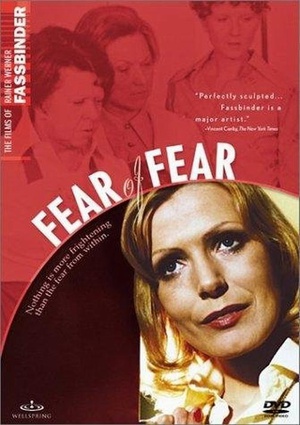 THE FILMS OF RAINER WERNER
FASSBINDER
"Perfectly sculpted...
Fassbinder is a
major artist."
–Vincent Canby, The New York Times
FEAR of FEAR
Nothing is more frightening
than the fear from within.
WELLSPRING
DVD
VIDEO